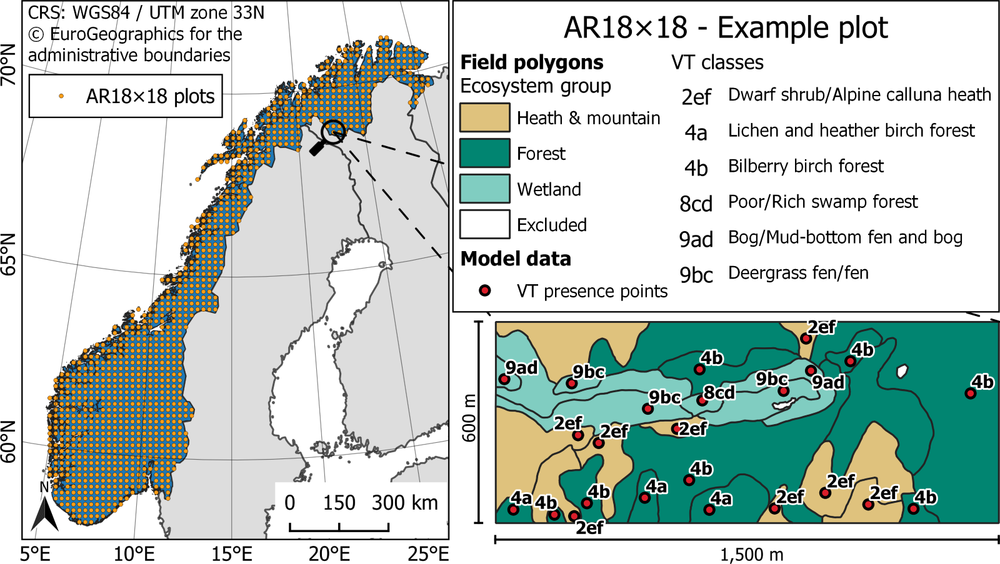 CRS: WGS84 / UTM zone 33N
© EuroGeographics for the
administrative boundaries
AR18×18 plots
70°N
65°N
60°N
N
0 150 300 km
5°E 10°E 15°E 20°E 25°E
AR18×18 - Example plot
Field polygons
Ecosystem group
Heath & mountain
Forest
Wetland
Excluded
Model data
VT presence points
VT classes
2ef Dwarf shrub/Alpine calluna heath
4a Lichen and heather birch forest
4b Bilberry birch forest
8cd Poor/Rich swamp forest
9ad Bog/Mud-bottom fen and bog
9bc Deergrass fen/fen
2ef
4b
4b
9ad
9bc
9bc
9ad
4b
9bc
8cd
2ef
2ef
2ef
4b
2ef
4a
4b
4a
4b
4a
2ef
2ef
4b
2ef
600 m
1,500 m